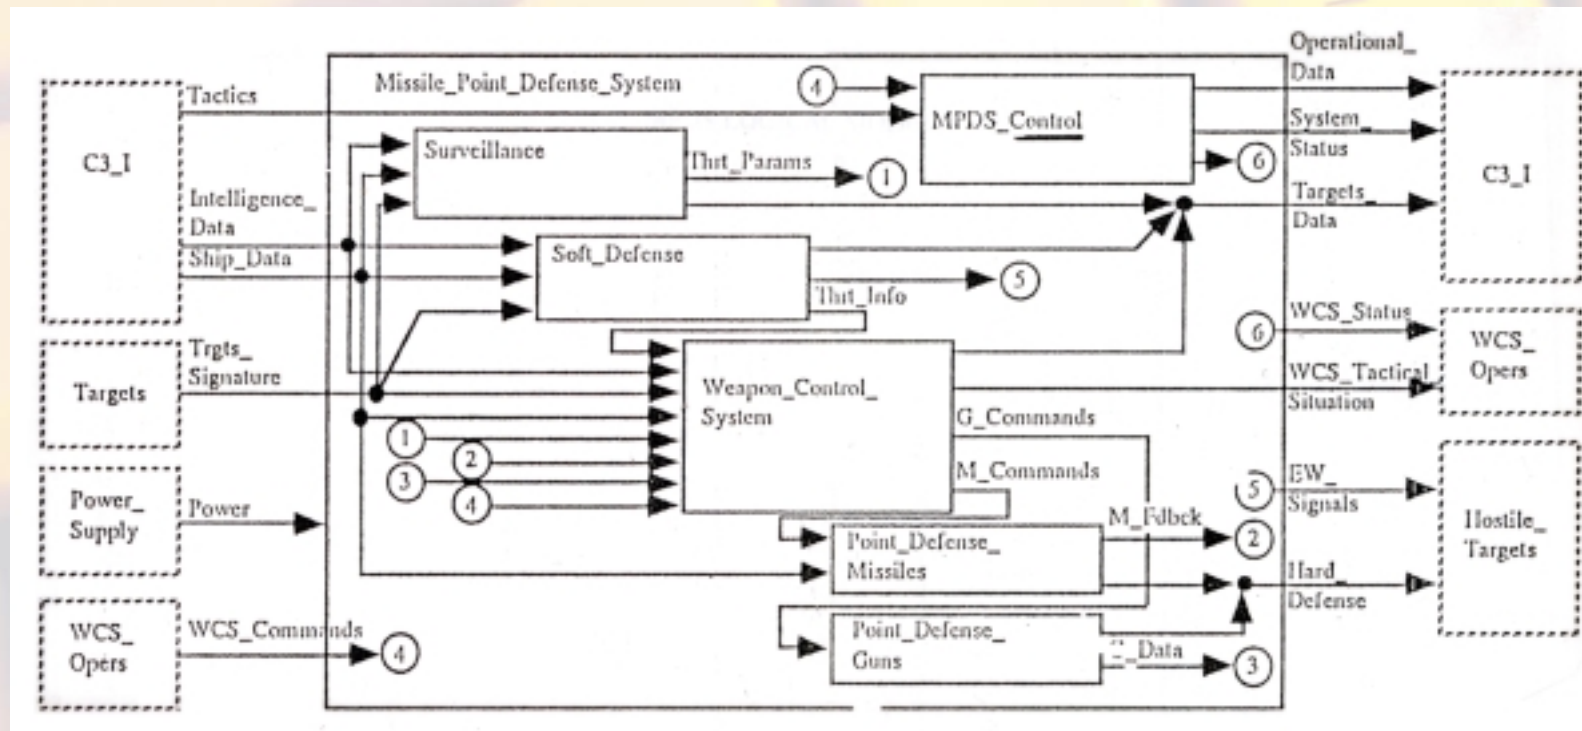 C3_I
Tactics
Intelligence_
Data
Ship_Data
Targets
Trgts_
Signature
Power_
Supply
Power
WCS_
Opers
WCS_Commands
4
Missile_Point_Defense_System
4
MPDS_Control
6
Surveillance
Thrt_Params
1
Soft_Defense
5
Thrt_Info
Weapon_Control_
System
1
2
3
4
G_Commands
M_Commands
Point_Defense_
Missiles
M_Fdbck
2
Point_Defense_
Guns
_Data
3
Operational_
Data
System_
Status
Targets_
Data
C3_I
6
WCS_Status
WCS_Tactical
Situation
WCS_
Opers
5
EW_
Signals
Hard_
Defense
Hostile_
Targets